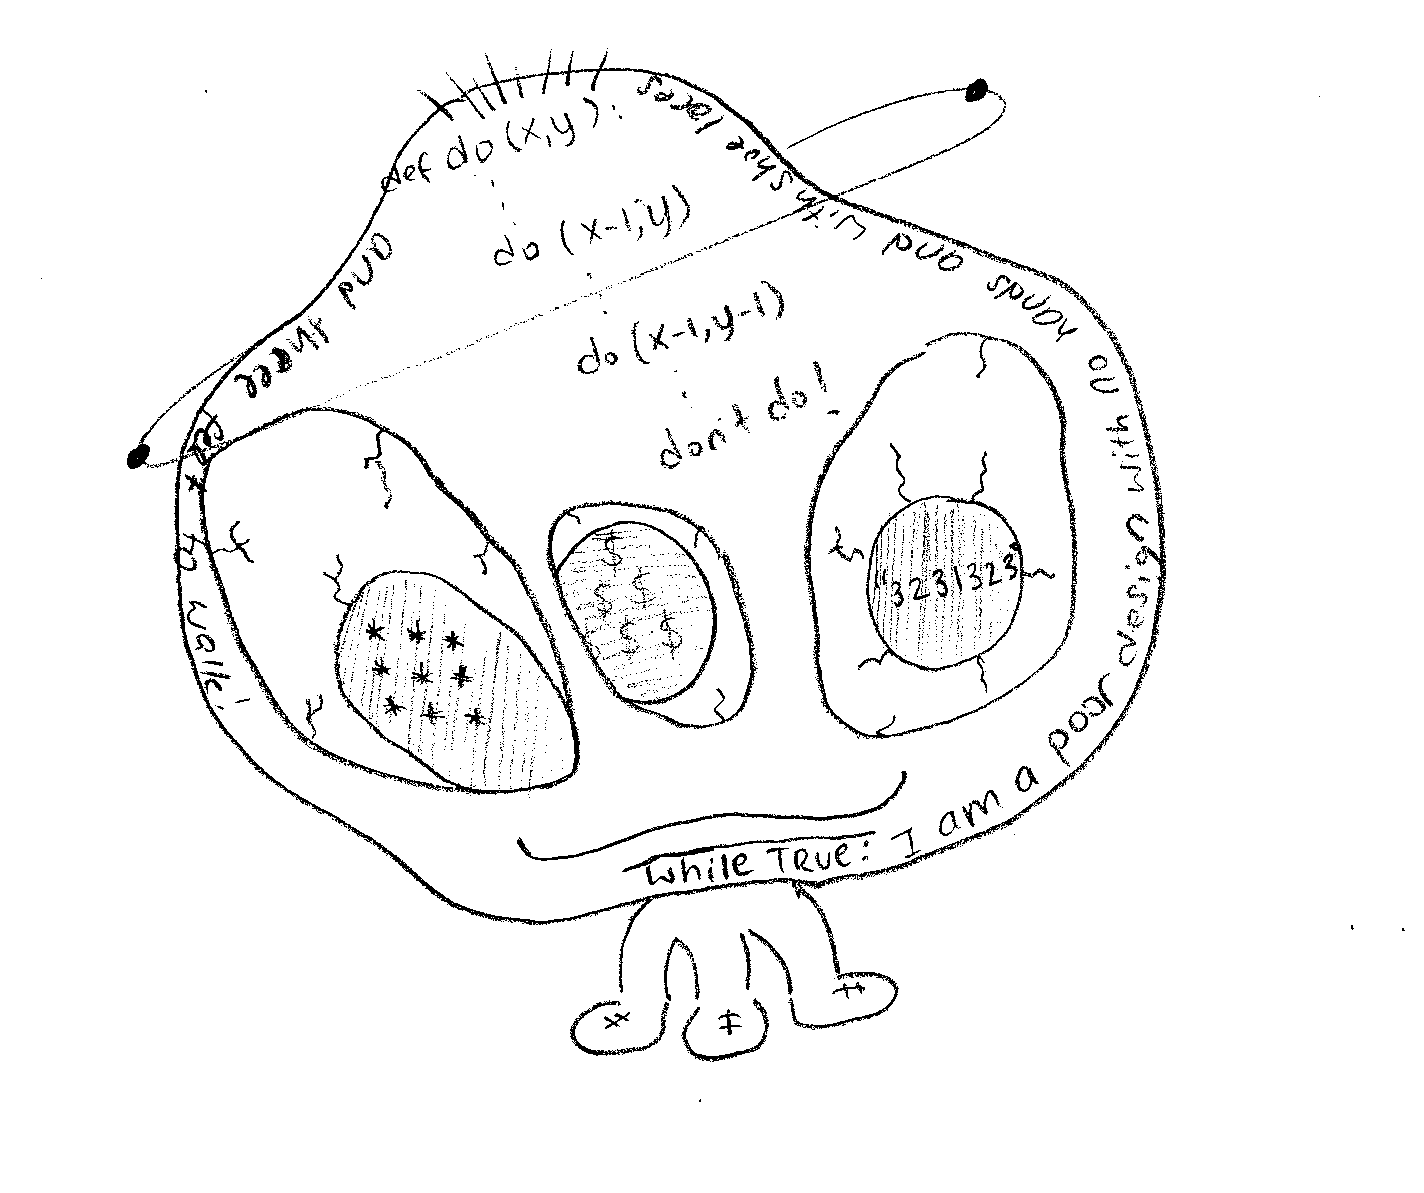 def do (x,y):
do (x-1,y)
do (x-1,y-1)
don't do!
* * *
* * *
* * *
$
$ $
$ $ $
"3231323"
While TRUE: I am a poor design with no hands and with shoe laces and three feet to walk!